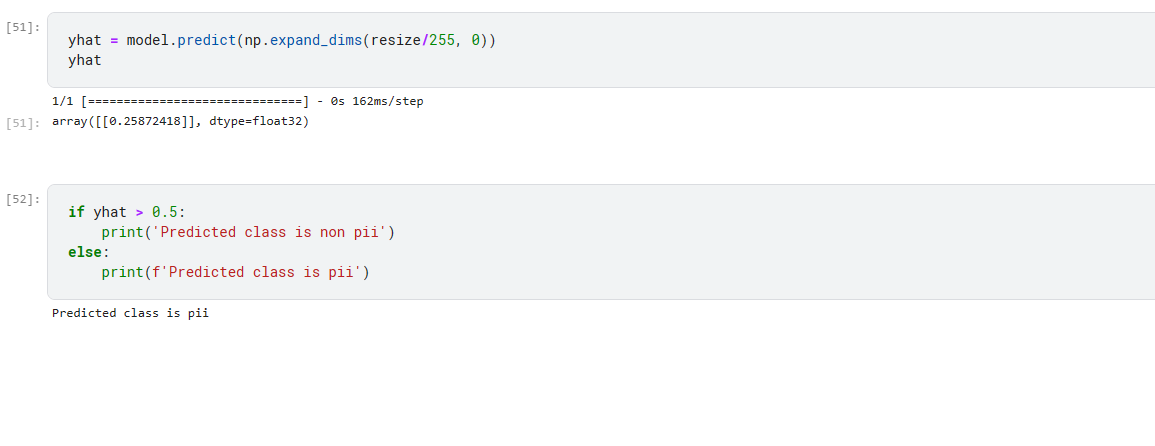 [51]:
yhat = model.predict(np.expand_dims(resize/255, 0))
yhat
1/1 [==============================] - 0s 162ms/step
[51]: array([[0.25872418]], dtype=float32)
[52]:
if yhat > 0.5:
    print('Predicted class is non pii')
else:
    print(f'Predicted class is pii')
Predicted class is pii